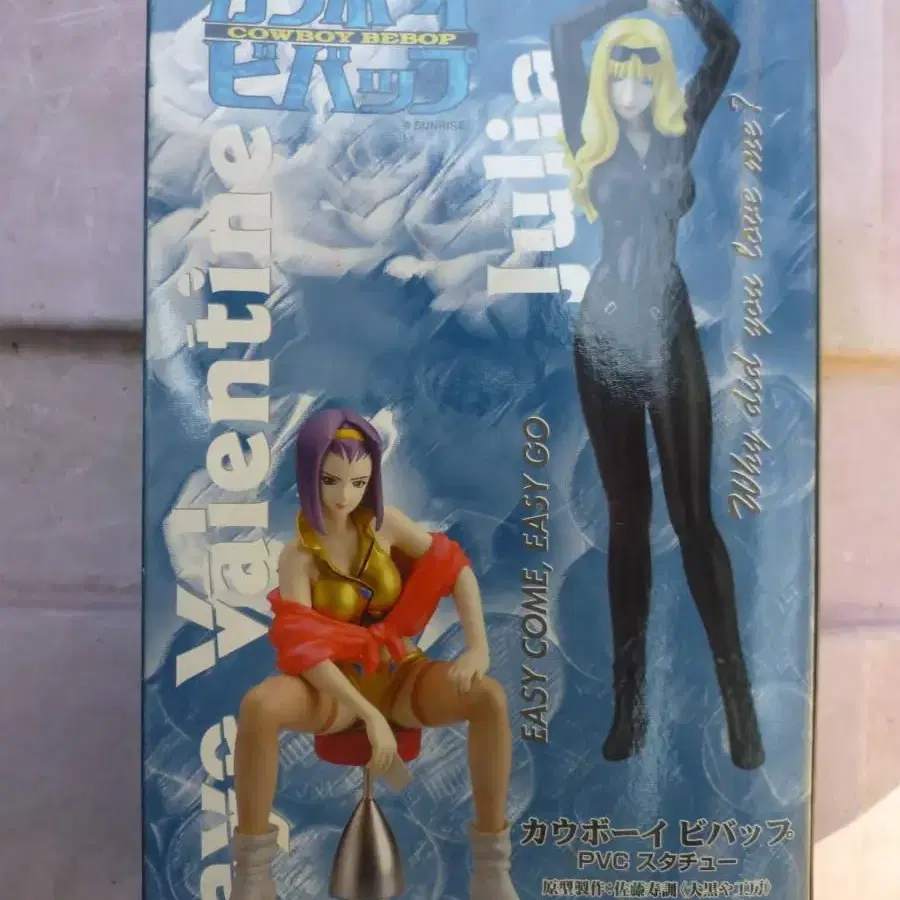 カウボーイ
COWBOY BEBOP
ビバップ
© SUNRISE
Faye Valentine
Julia
Why did you love me?
EASY COME, EASY GO
カウボーイ ビバップ
PVC スタチュー
原型製作:佐藤寿訓〈大黒や工房〉